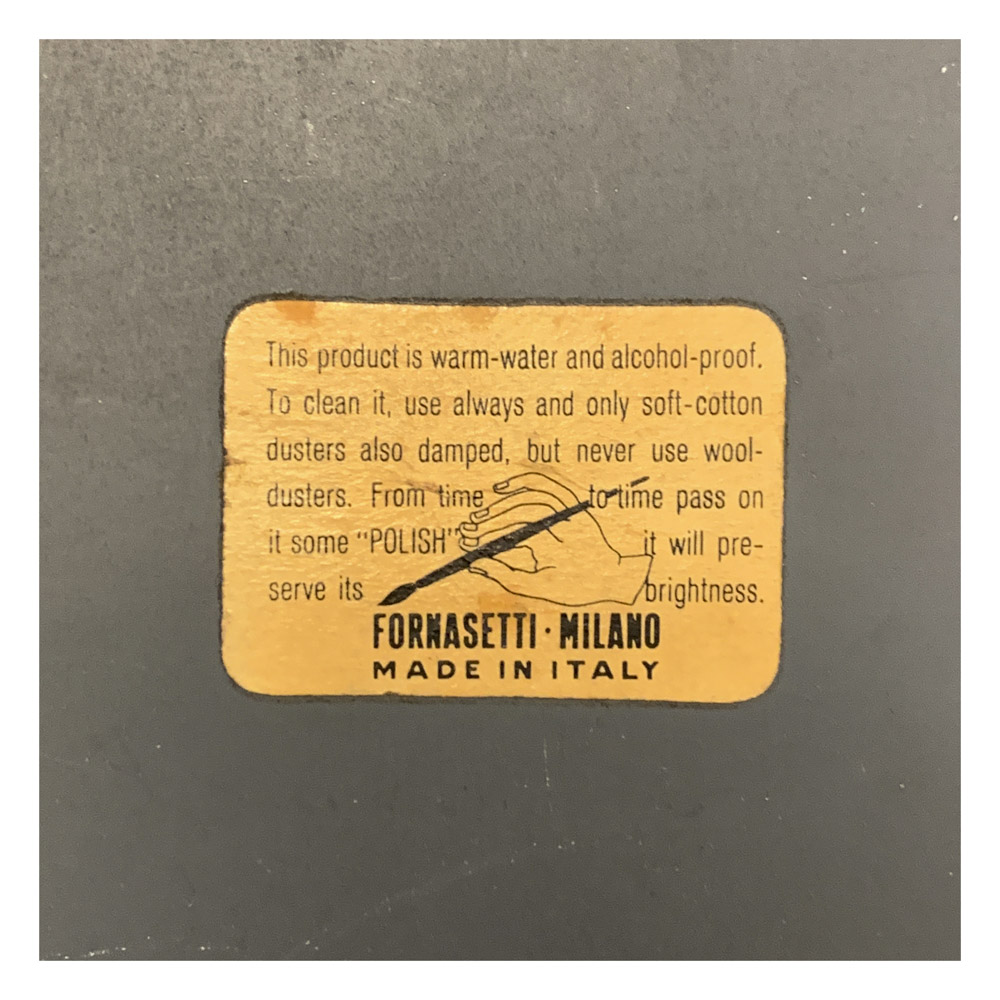 This product is warm-water and alcohol-proof.
To clean it, use always and only soft-cotton
dusters also damped, but never use wool-
dusters. From time to time pass on
it some "POLISH" it will pre-
serve its brightness.
FORNASETTI · MILANO
MADE IN ITALY